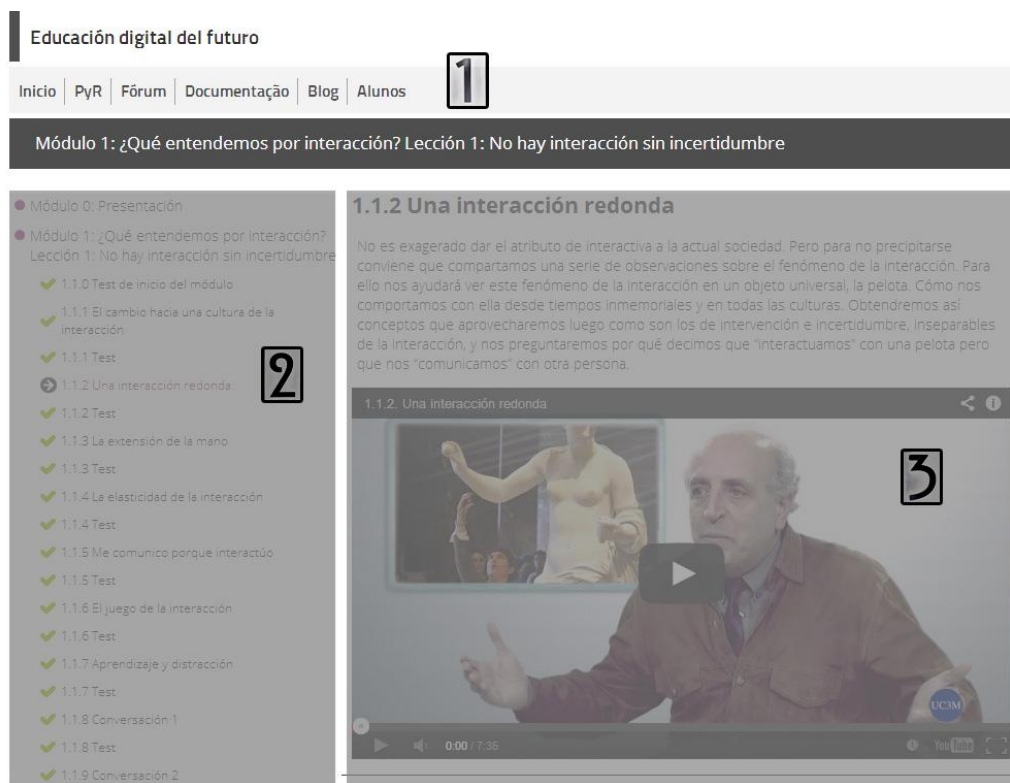 Educación digital del futuro
1
Inicio PyR Fórum Documentação Blog Alunos
Módulo 1: ¿Qué entendemos por interacción? Lección 1: No hay interacción sin incertidumbre
Módulo 0: Presentación
Módulo 1: ¿Qué entendemos por interacción?
Lección 1: No hay interacción sin incertidumbre
1.1.0 Test de inicio del módulo
1.1.1 El cambio hacia una cultura de la
interacción
1.1.1 Test
2
1.1.2 Una interacción redonda
1.1.2 Test
1.1.3 La extensión de la mano
1.1.3 Test
1.1.4 La elasticidad de la interacción
1.1.4 Test
1.1.5 Me comunico porque interactúo
1.1.5 Test
1.1.6 El juego de la interacción
1.1.6 Test
1.1.7 Aprendizaje y distracción
1.1.7 Test
1.1.8 Conversación 1
1.1.8 Test
1.1.9 Conversación 2
1.1.2 Una interacción redonda
No es exagerado dar el atributo de interactiva a la actual sociedad. Pero para no precipitarse
conviene que compartamos una serie de observaciones sobre el fenómeno de la interacción. Para
ello nos ayudará ver este fenómeno de la interacción en un objeto universal, la pelota. Cómo nos
comportamos con ella desde tiempos inmemoriales y en todas las culturas. Obtendremos así
conceptos que aprovecharemos luego como son los de intervención e incertidumbre, inseparables
de la interacción, y nos preguntaremos por qué decimos que "interactuamos" con una pelota pero
que nos "comunicamos" con otra persona.
1.1.2. Una interacción redonda
3
UC3M
0:00 / 7:36
YouTube